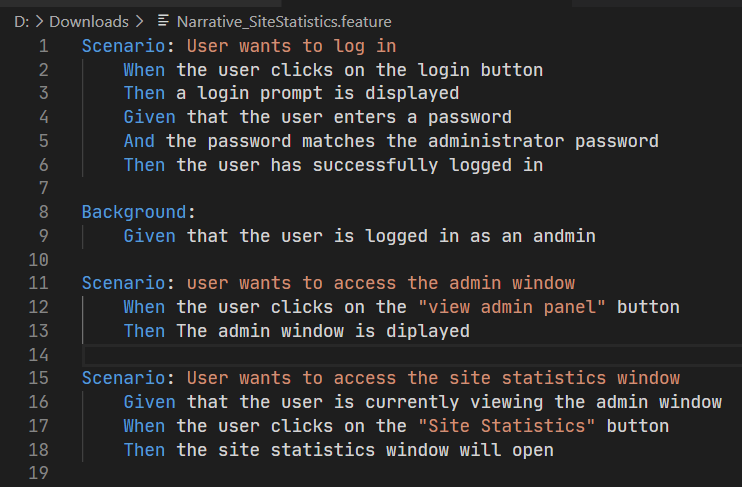 D: > Downloads > Narrative_SiteStatistics.feature
1 Scenario: User wants to log in
2 When the user clicks on the login button
3 Then a login prompt is displayed
4 Given that the user enters a password
5 And the password matches the administrator password
6 Then the user has successfully logged in
7
8 Background:
9 Given that the user is logged in as an andmin
10
11 Scenario: user wants to access the admin window
12 When the user clicks on the "view admin panel" button
13 Then The admin window is diplayed
14
15 Scenario: User wants to access the site statistics window
16 Given that the user is currently viewing the admin window
17 When the user clicks on the "Site Statistics" button
18 Then the site statistics window will open
19